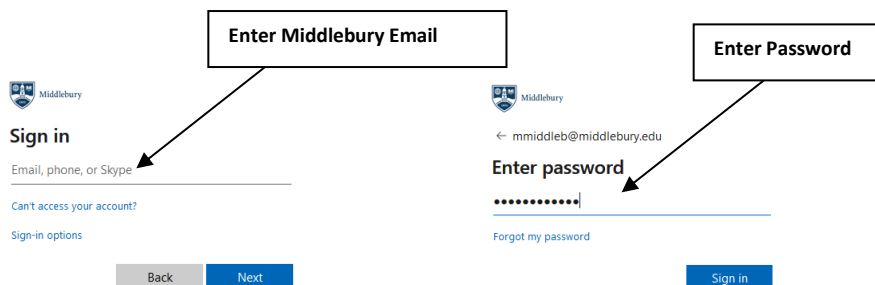 Enter Middlebury Email
Middlebury
Sign in
Email, phone, or Skype
Can't access your account?
Sign-in options
Back
Next
Enter Password
Middlebury
← mmiddleb@middlebury.edu
Enter password
••••••••••••
Forgot my password
Sign in